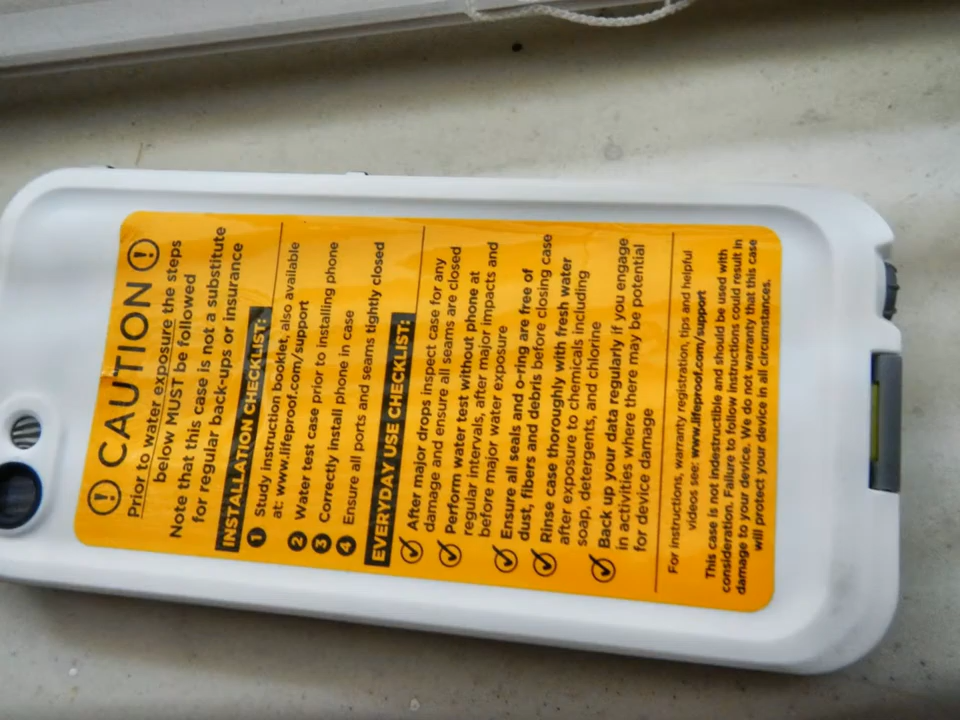 ! CAUTION !
Prior to water exposure the steps
below MUST be followed
Note that this case is not a substitute
for regular back-ups or insurance
INSTALLATION CHECKLIST:
1 Study instruction booklet, also available
at: www.lifeproof.com/support
2 Water test case prior to installing phone
3 Correctly install phone in case
4 Ensure all ports and seams tightly closed
EVERYDAY USE CHECKLIST:
After major drops inspect case for any
damage and ensure all seams are closed
Perform water test without phone at
regular intervals, after major impacts and
before major water exposure
Ensure all seals and o-ring are free of
dust, fibers and debris before closing case
Rinse case thoroughly with fresh water
after exposure to chemicals including
soap, detergents, and chlorine
Back up your data regularly if you engage
in activities where there may be potential
for device damage
For instructions, warranty registration, tips and helpful
videos see: www.lifeproof.com/support
This case is not indestructible and should be used with
consideration. Failure to follow instructions could result in
damage to your device. We do not warranty that this case
will protect your device in all circumstances.